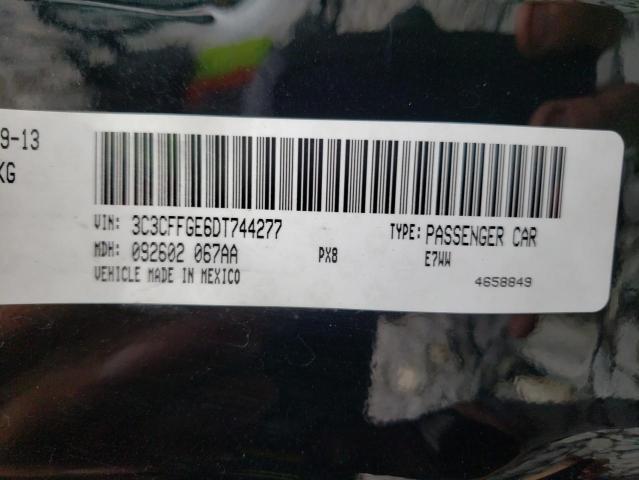 9-13
KG
VIN: 3C3CFFGE6DT744277
TYPE: PASSENGER CAR
MDH: 092602 067AA
PX8
E7WW
VEHICLE MADE IN MEXICO
4658849